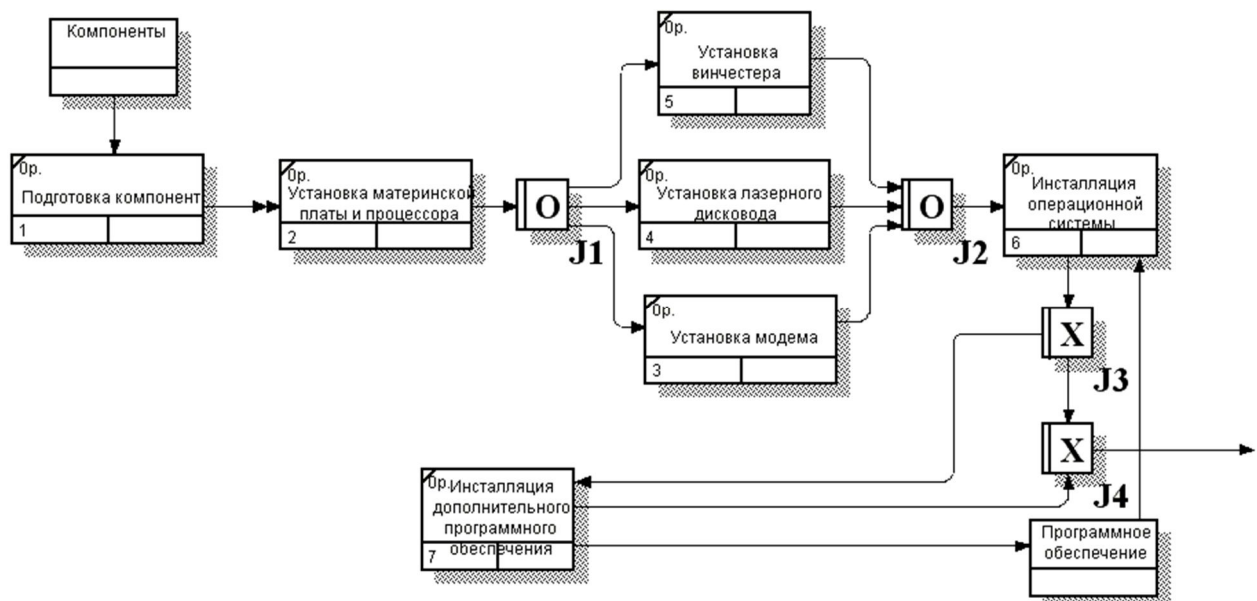 Компоненты
0р.
Подготовка компонент
1
0р.
Установка материнской
платы и процессора
2
O
J1
0р.
Установка
винчестера
5
0р.
Установка лазерного
дисковода
4
0р.
Установка модема
3
O
J2
0р.
Инсталляция
операционной
системы
6
X
J3
X
J4
0р.
Инсталляция
дополнительного
программного
обеспечения
7
Программное
обеспечение